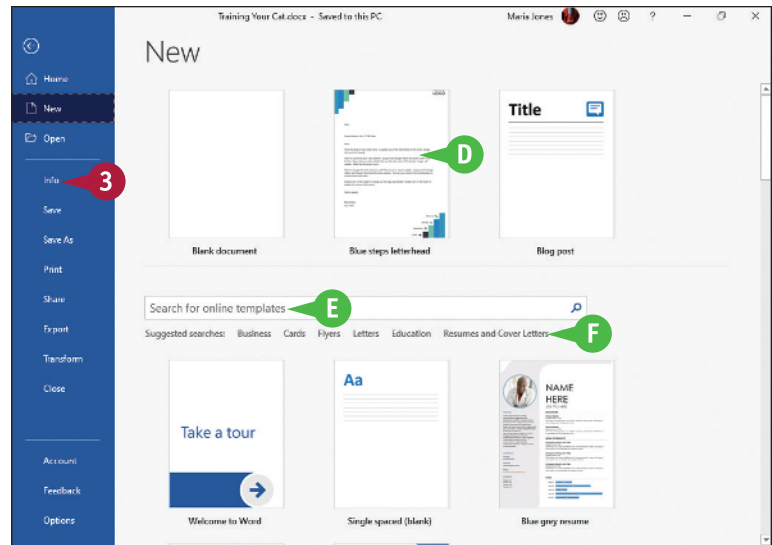 Training Your Cat.docx - Saved to this PC
Maria Jones
?
New
Home
New
Open
Info
3
Save
Save As
Print
Share
Export
Transform
Close
Account
Feedback
Options
LOGO
D
Title
Blank document
Blue steps letterhead
Blog post
Search for online templates
E
Suggested searches: Business Cards Flyers Letters Education Resumes and Cover Letters
F
Take a tour
Aa
NAME
HERE
Welcome to Word
Single spaced (blank)
Blue grey resume